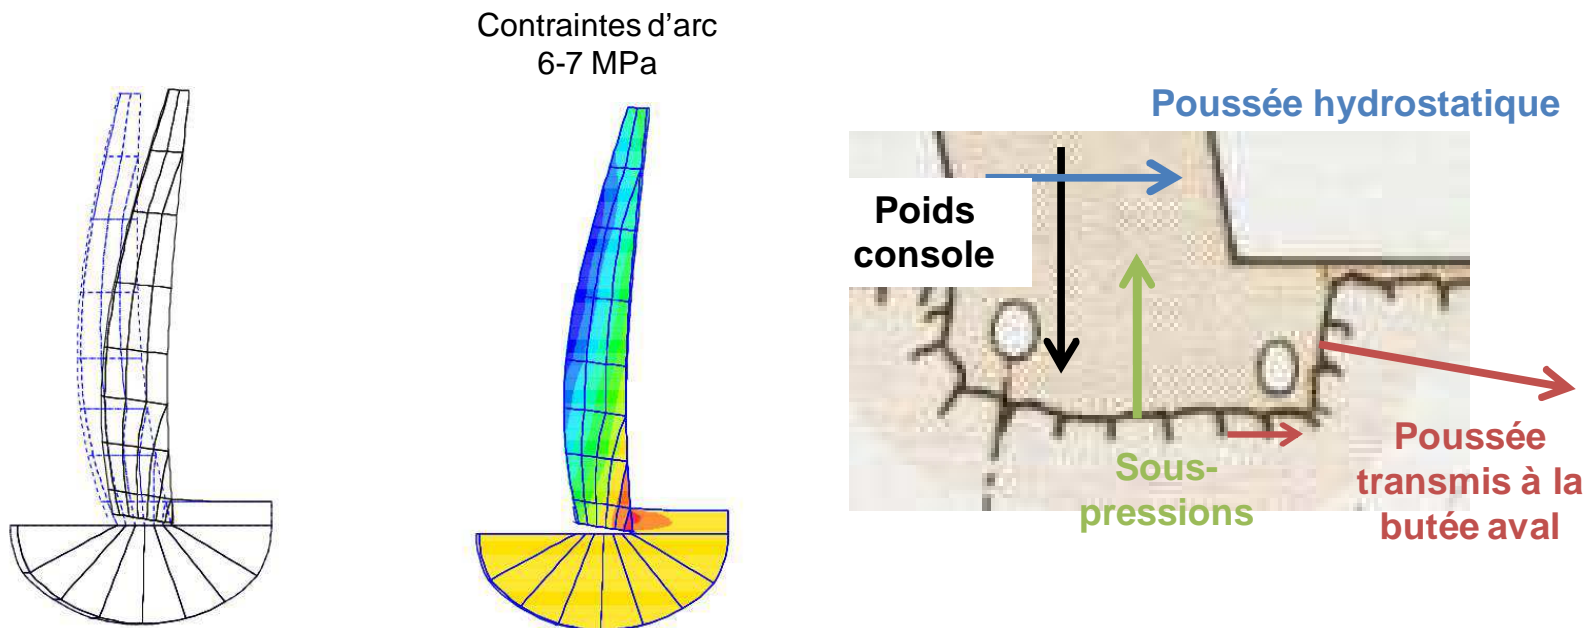 Contraintes d'arc
6-7 MPa
Poussée hydrostatique
Poids
console
Sous-
pressions
Poussée
transmis à la
butée aval